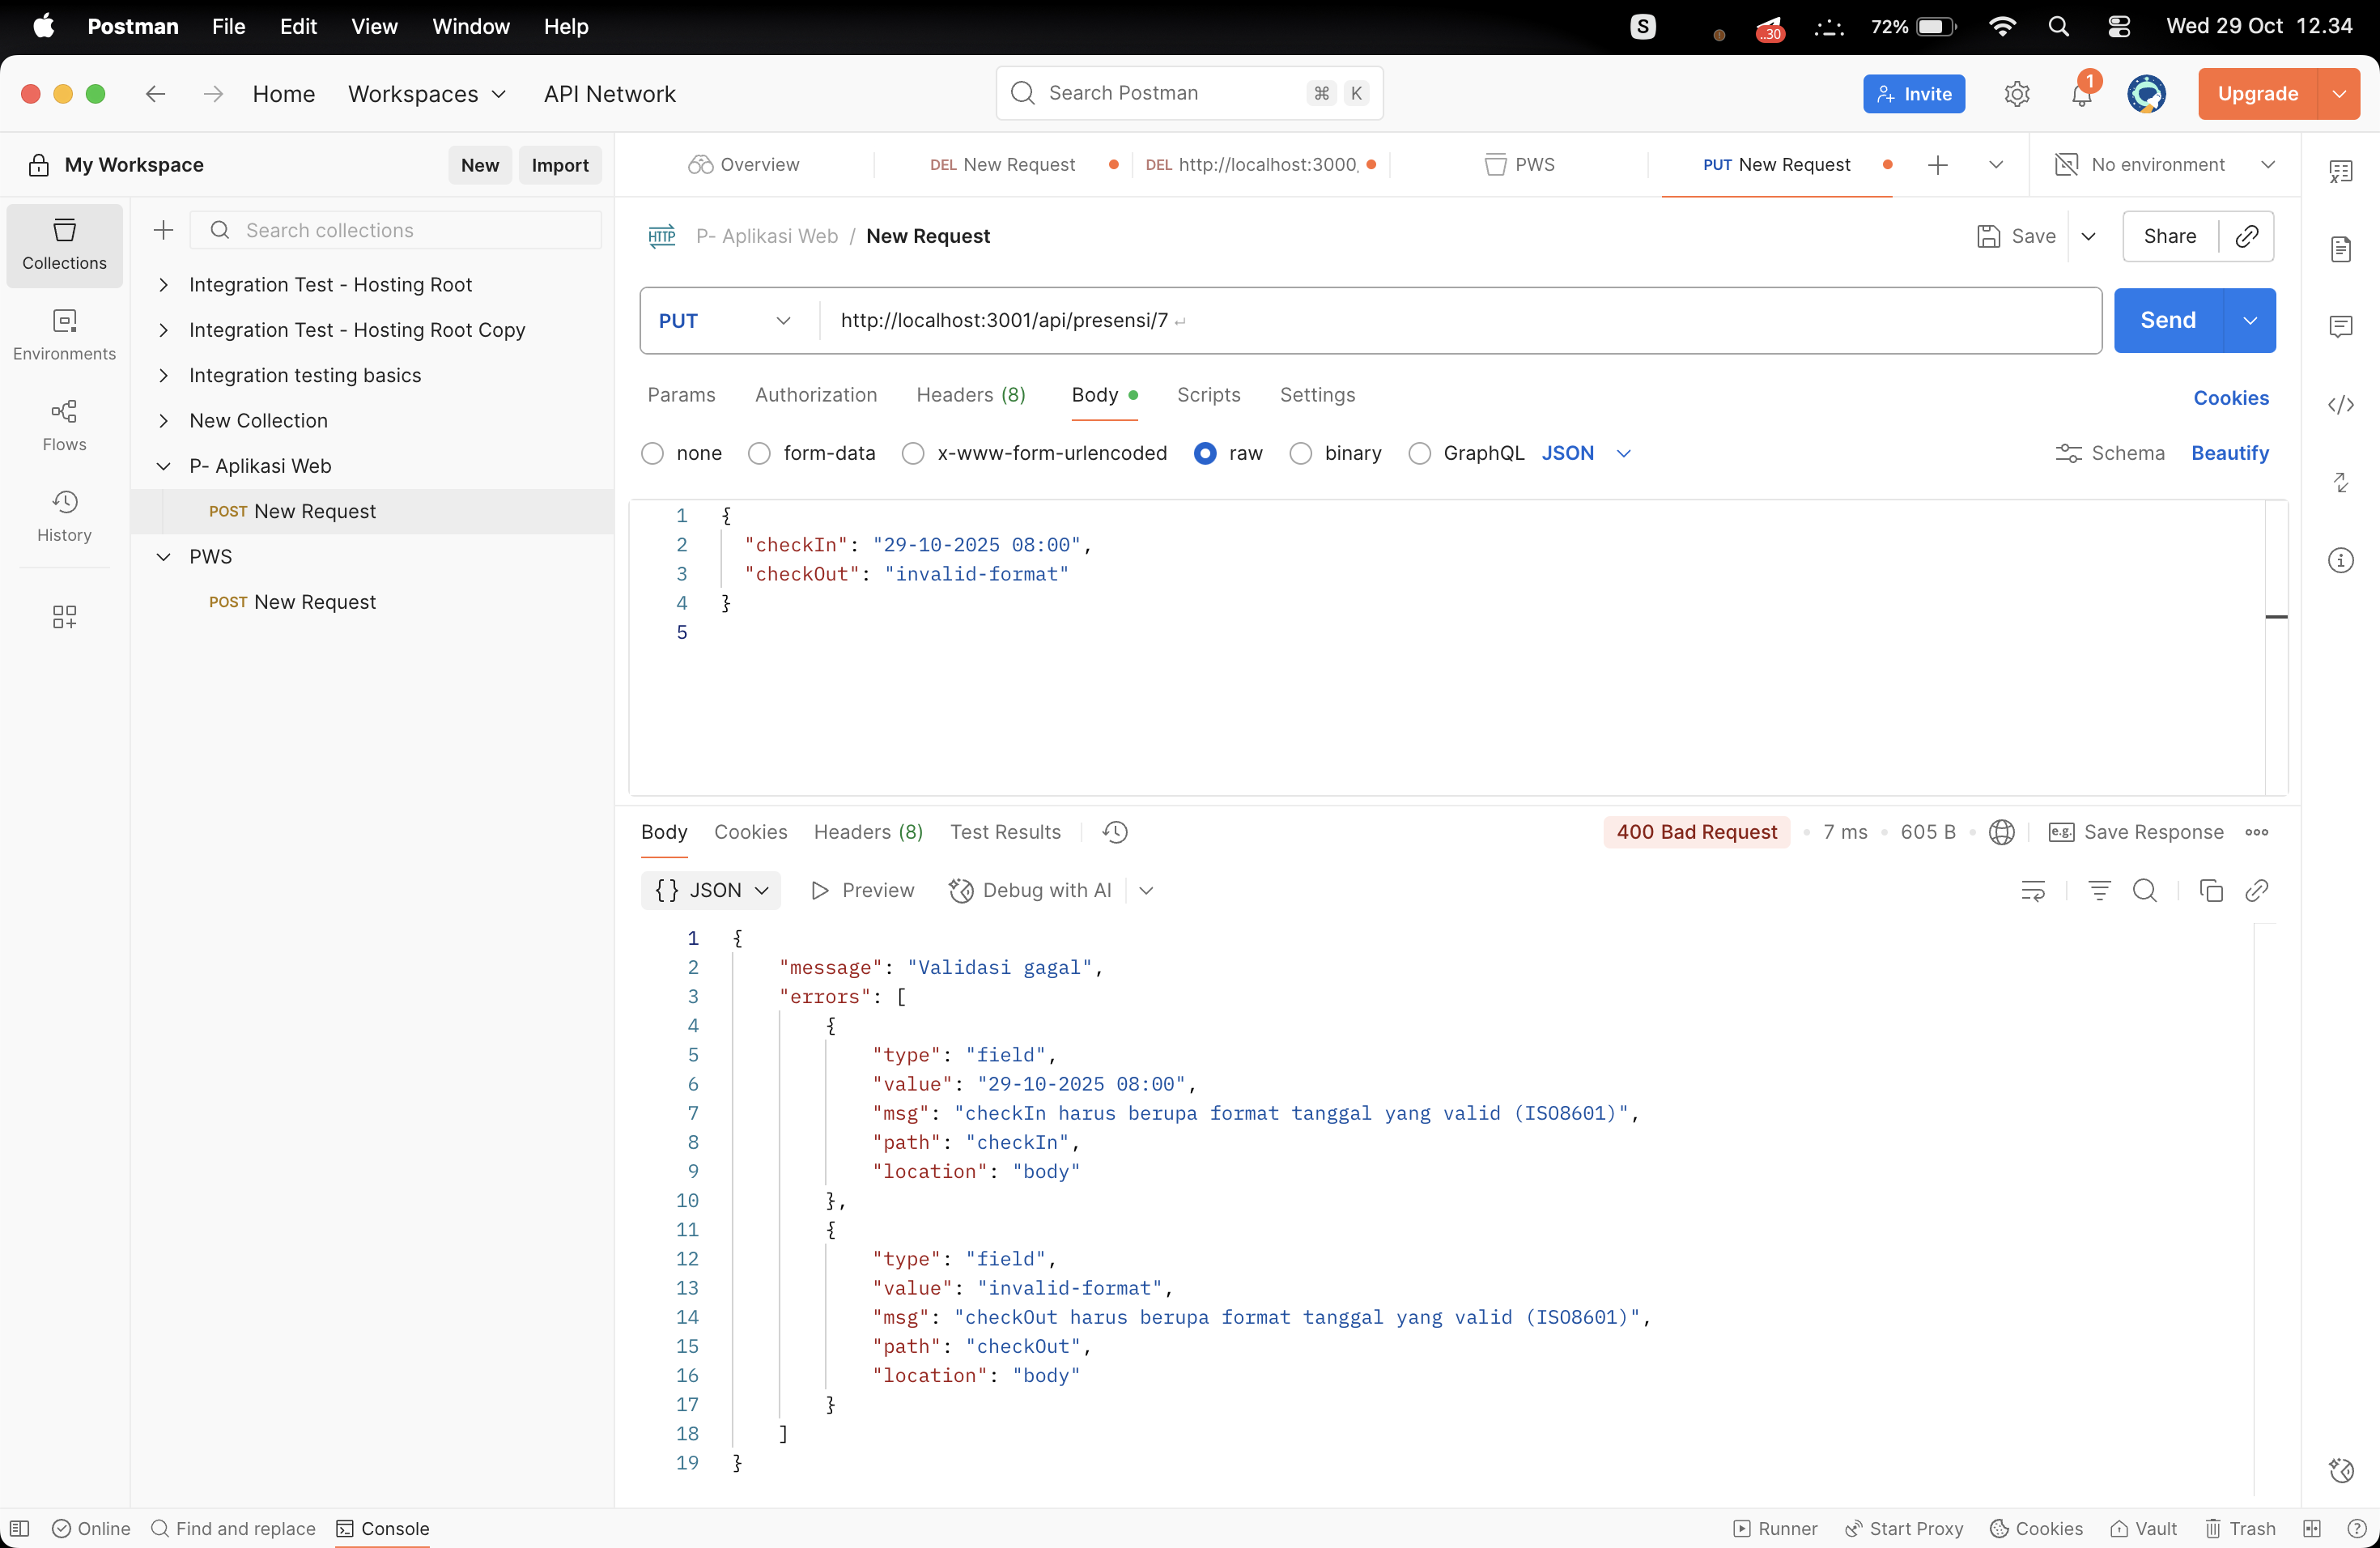 Postman File Edit View Window Help S ..30 72% Wed 29 Oct 12.34
Home Workspaces API Network Search Postman ⌘ K Invite 1 Upgrade
My Workspace New Import Overview DEL New Request DEL http://localhost:3000, PWS PUT New Request No environment
Collections
Environments
Flows
History
Search collections
Integration Test - Hosting Root
Integration Test - Hosting Root Copy
Integration testing basics
New Collection
P- Aplikasi Web
POST New Request
PWS
POST New Request
HTTP P- Aplikasi Web / New Request Save Share
PUT http://localhost:3001/api/presensi/7 Send
Params Authorization Headers (8) Body Scripts Settings Cookies
none form-data x-www-form-urlencoded raw binary GraphQL JSON Schema Beautify
1 {
2 "checkIn": "29-10-2025 08:00",
3 "checkOut": "invalid-format"
4 }
5
Body Cookies Headers (8) Test Results 400 Bad Request 7 ms 605 B e.g. Save Response
{} JSON Preview Debug with AI
1 {
2 "message": "Validasi gagal",
3 "errors": [
4 {
5 "type": "field",
6 "value": "29-10-2025 08:00",
7 "msg": "checkIn harus berupa format tanggal yang valid (ISO8601)",
8 "path": "checkIn",
9 "location": "body"
10 },
11 {
12 "type": "field",
13 "value": "invalid-format",
14 "msg": "checkOut harus berupa format tanggal yang valid (ISO8601)",
15 "path": "checkOut",
16 "location": "body"
17 }
18 ]
19 }
Online Find and replace Console Runner Start Proxy Cookies Vault Trash